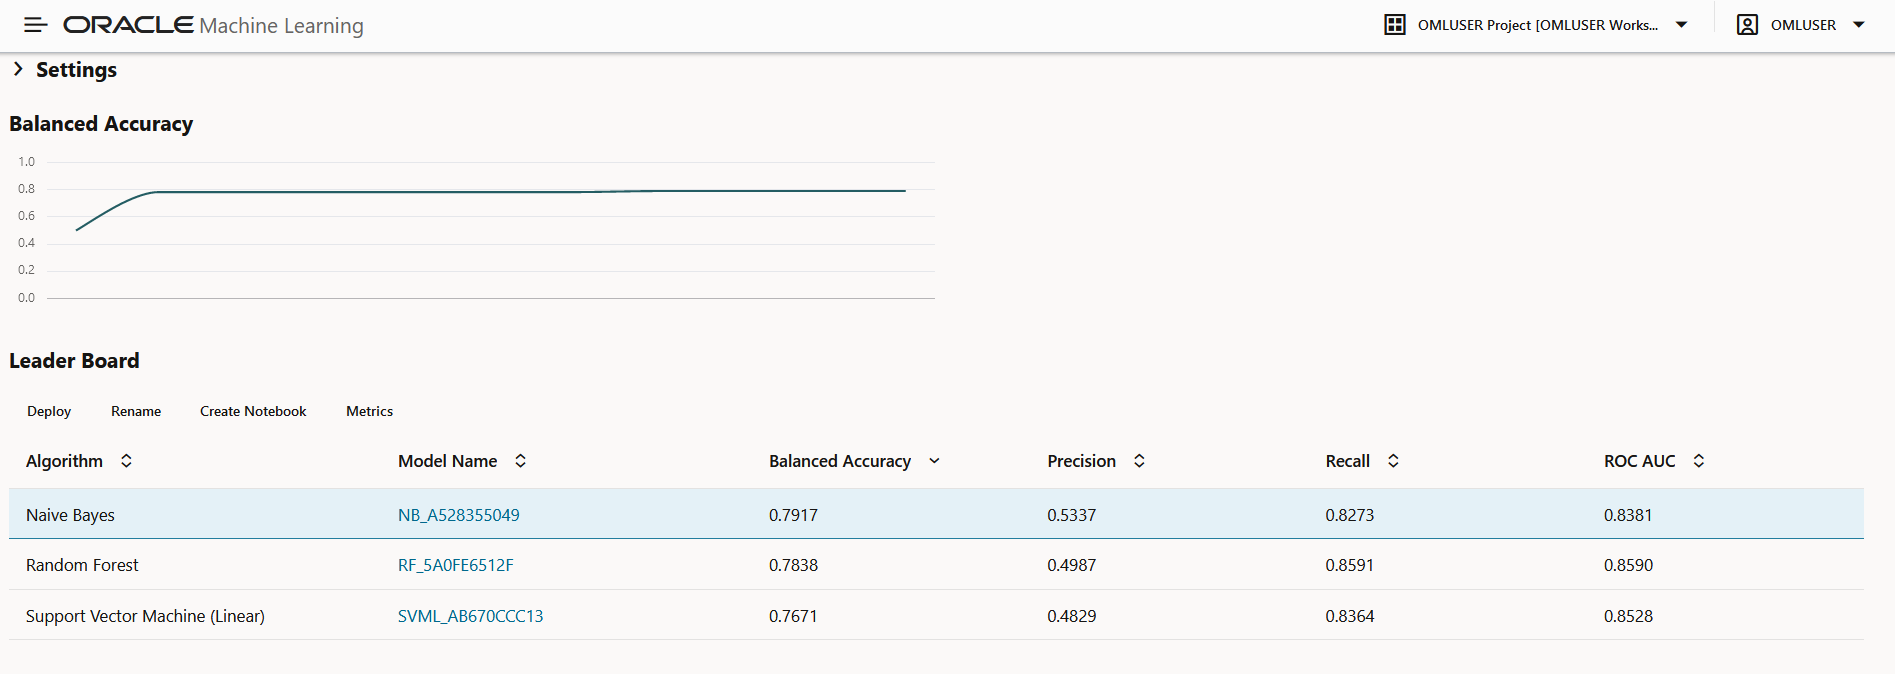 ORACLE Machine Learning OMLUSER Project [OMLUSER Works... OMLUSER
Settings
Balanced Accuracy
1.0
0.8
0.6
0.4
0.2
0.0
Leader Board
Deploy Rename Create Notebook Metrics
Algorithm Model Name Balanced Accuracy Precision Recall ROC AUC
Naive Bayes NB_A528355049 0.7917 0.5337 0.8273 0.8381
Random Forest RF_5A0FE6512F 0.7838 0.4987 0.8591 0.8590
Support Vector Machine (Linear) SVML_AB670CCC13 0.7671 0.4829 0.8364 0.8528